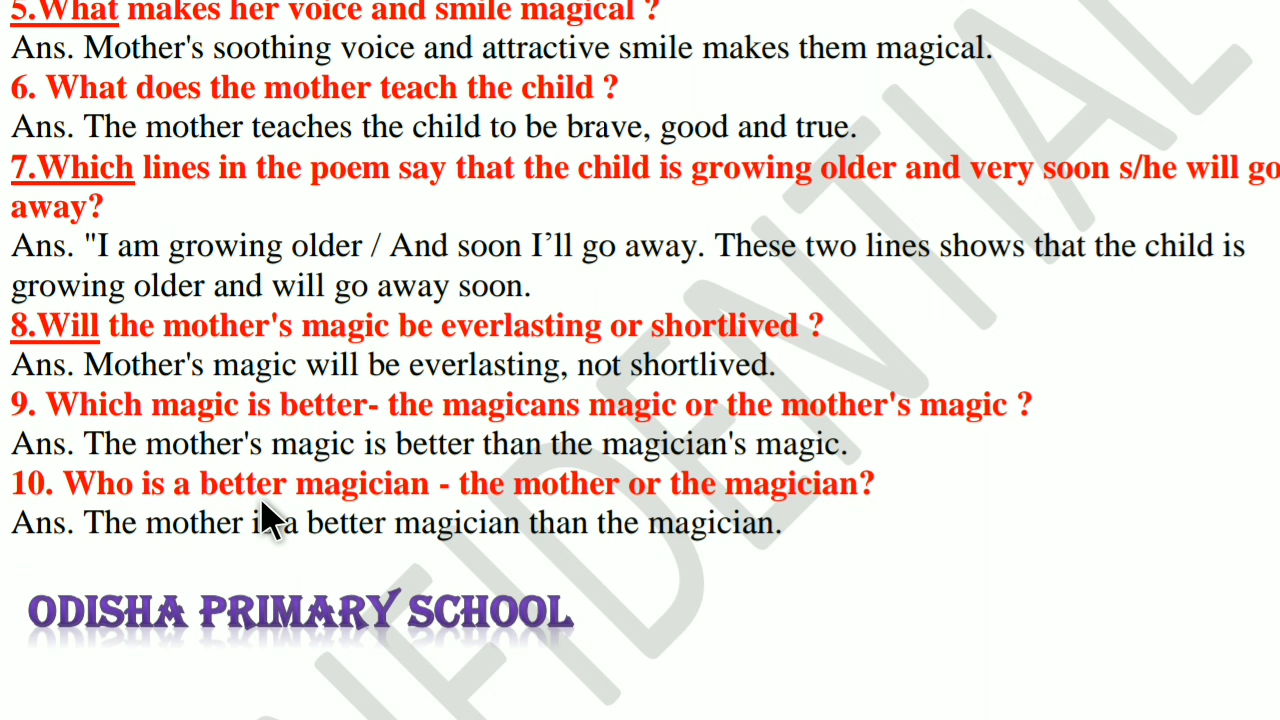 5.What makes her voice and smile magical ?
Ans. Mother's soothing voice and attractive smile makes them magical.
6. What does the mother teach the child ?
Ans. The mother teaches the child to be brave, good and true.
7.Which lines in the poem say that the child is growing older and very soon s/he will go
away?
Ans. "I am growing older / And soon I’ll go away. These two lines shows that the child is
growing older and will go away soon.
8.Will the mother's magic be everlasting or shortlived ?
Ans. Mother's magic will be everlasting, not shortlived.
9. Which magic is better- the magicans magic or the mother's magic ?
Ans. The mother's magic is better than the magician's magic.
10. Who is a better magician - the mother or the magician?
Ans. The mother is a better magician than the magician.
ODISHA PRIMARY SCHOOL